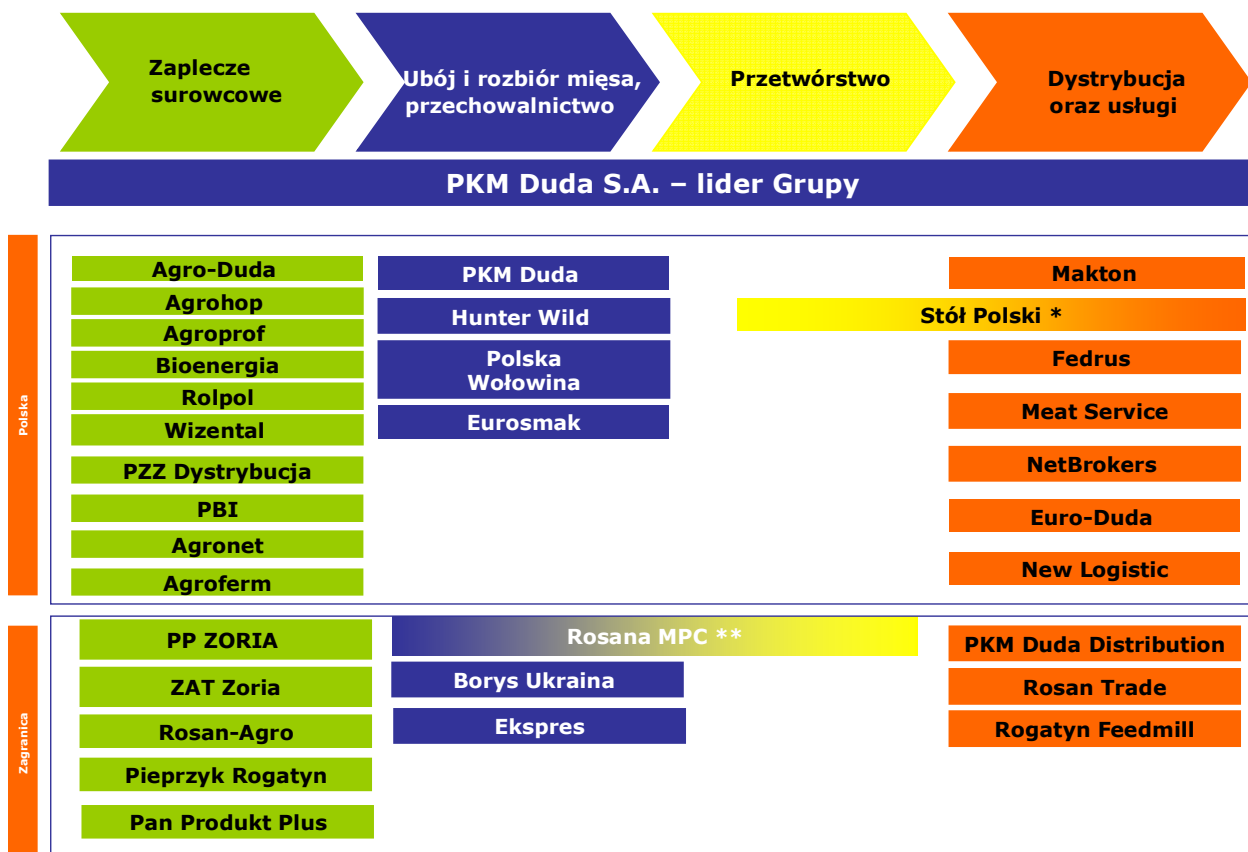 Zaplecze
surowcowe
Ubój i rozbiór mięsa,
przechowalnictwo
Przetwórstwo
Dystrybucja
oraz usługi
PKM Duda S.A. – lider Grupy
Polska
Agro-Duda
Agrohop
Agroprof
Bioenergia
Rolpol
Wizental
PZZ Dystrybucja
PBI
Agronet
Agroferm
PKM Duda
Hunter Wild
Polska
Wołowina
Eurosmak
Makton
Stół Polski *
Fedrus
Meat Service
NetBrokers
Euro-Duda
New Logistic
Zagranica
PP ZORIA
ZAT Zoria
Rosan-Agro
Pieprzyk Rogatyn
Pan Produkt Plus
Rosana MPC **
Borys Ukraina
Ekspres
PKM Duda Distribution
Rosan Trade
Rogatyn Feedmill